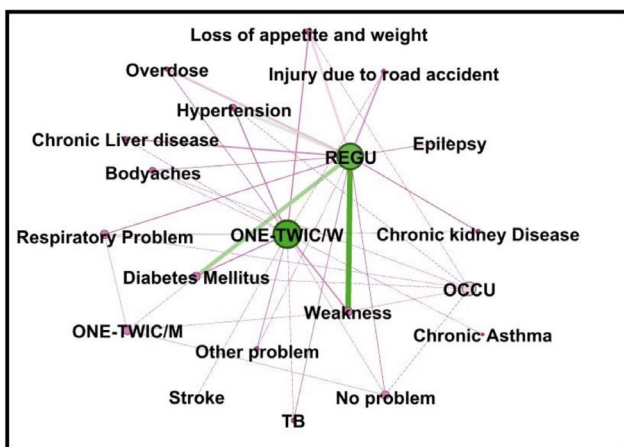 Loss of appetite and weight
Overdose
Injury due to road accident
Hypertension
Chronic Liver disease
Epilepsy
REGU
Bodyaches
Respiratory Problem
ONE-TWIC/W
Chronic kidney Disease
Diabetes Mellitus
OCCU
Weakness
ONE-TWIC/M
Chronic Asthma
Other problem
Stroke
No problem
TB